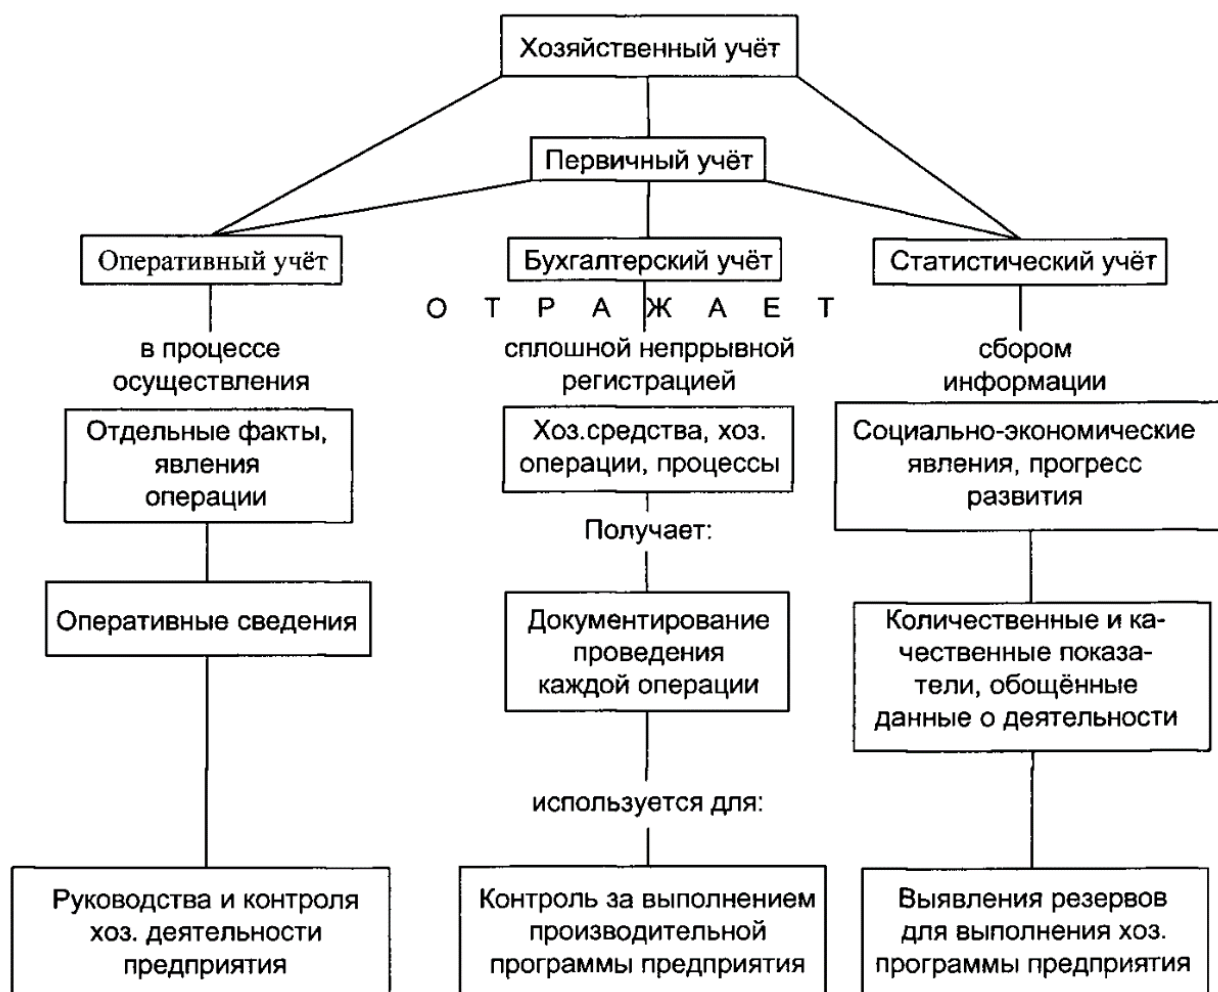 Хозяйственный учёт
Первичный учёт
Оперативный учёт
Бухгалтерский учёт
Статистический учёт
О Т Р А Ж А Е Т
в процессе
осуществления
сплошной непррывной
регистрацией
сбором
информации
Отдельные факты,
явления
операции
Хоз.средства, хоз.
операции, процессы
Социально-экономические
явления, прогресс
развития
Получает:
Оперативные сведения
Документирование
проведения
каждой операции
Количественные и ка-
чественные показа-
тели, обощённые
данные о деятельности
используется для:
Руководства и контроля
хоз. деятельности
предприятия
Контроль за выполнением
производительной
программы предприятия
Выявления резервов
для выполнения хоз.
программы предприятия